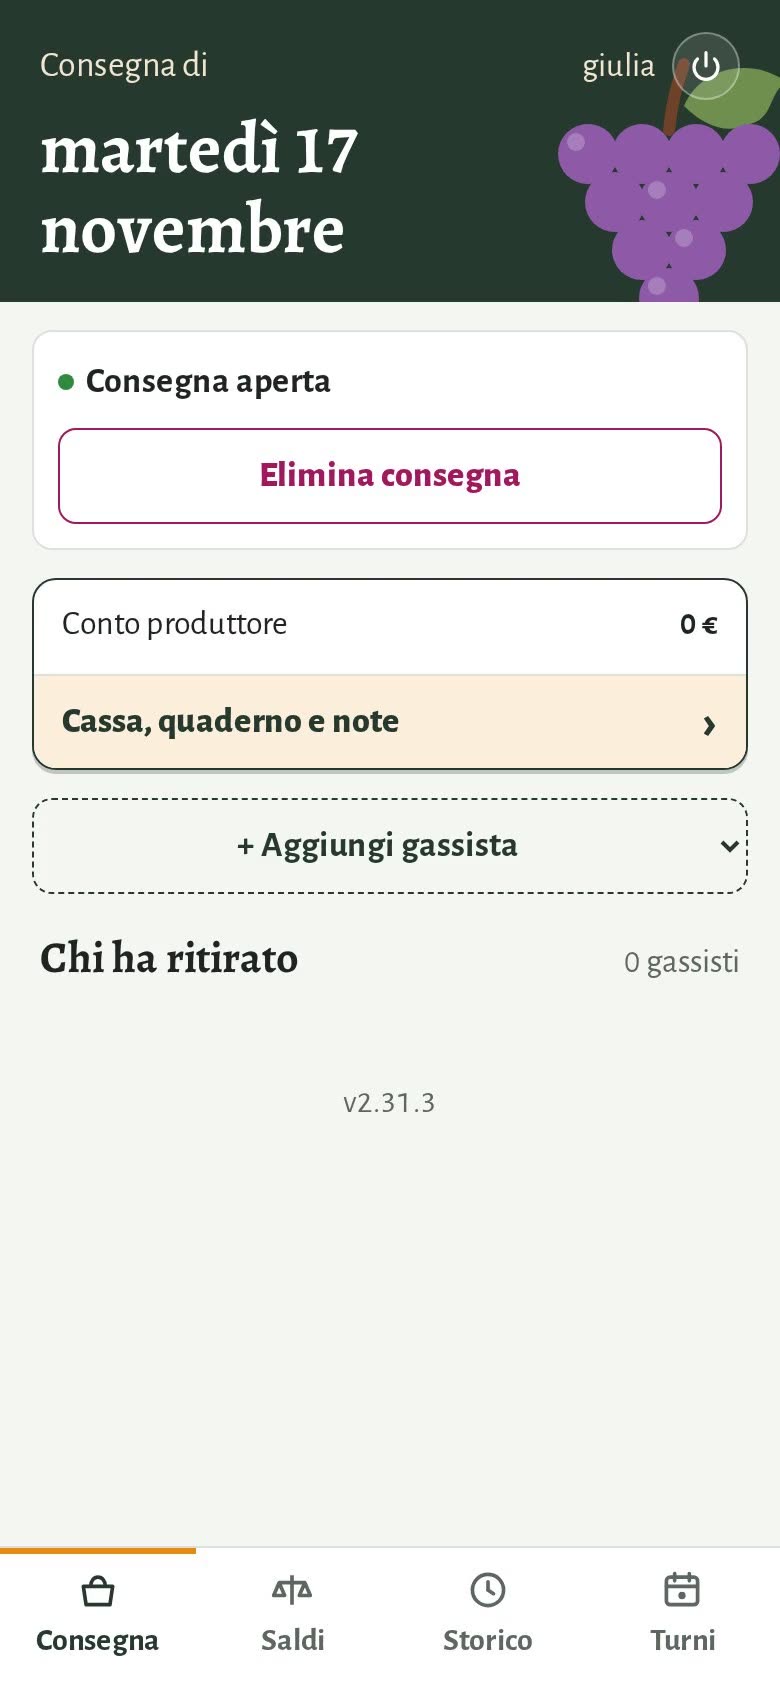 Consegna di
giulia
martedì 17
novembre
Consegna aperta
Elimina consegna
Conto produttore
0 €
Cassa, quaderno e note
+ Aggiungi gassista
Chi ha ritirato
0 gassisti
v2.31.3
Consegna
Saldi
Storico
Turni